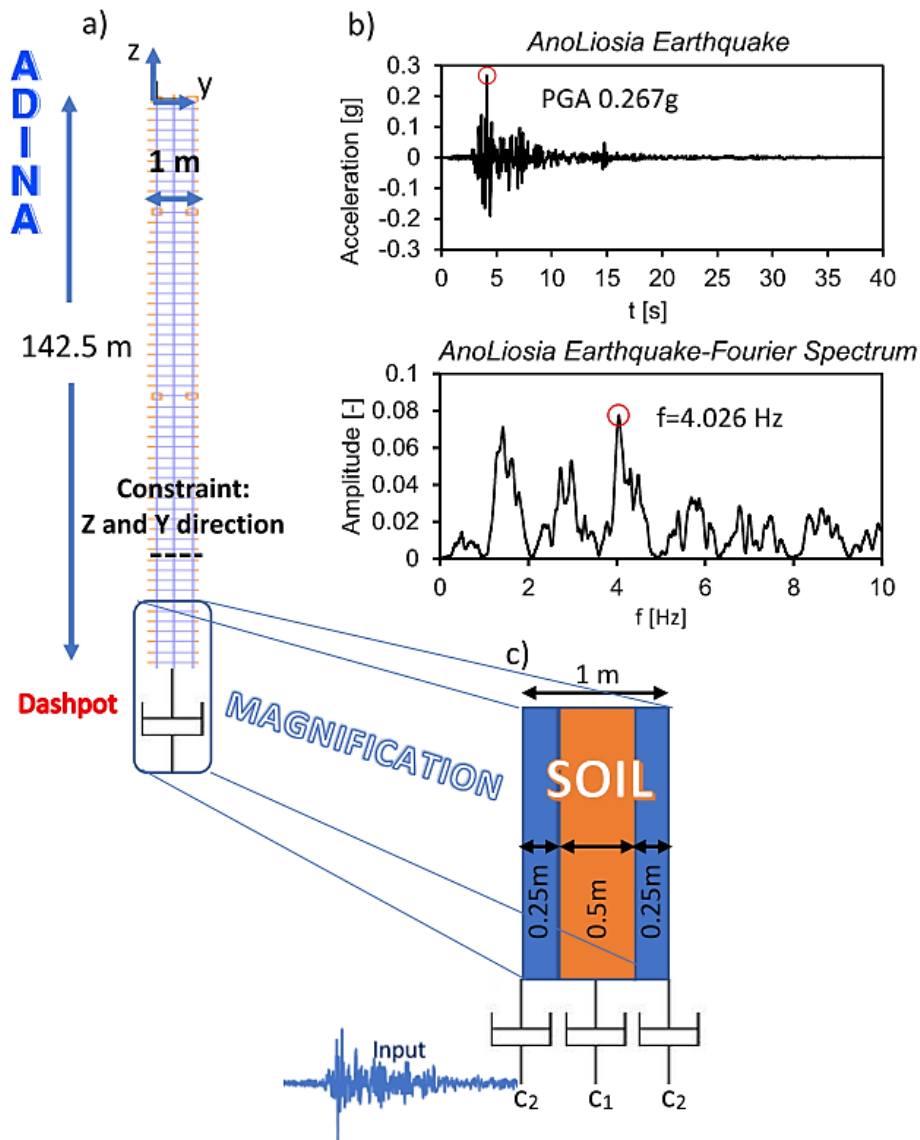 a)
ADINA
z
y
1 m
142.5 m
Constraint:
Z and Y direction
Dashpot
b)
AnoLiosia Earthquake
PGA 0.267g
Acceleration [g]
0.3
0.2
0.1
0
-0.1
-0.2
-0.3
0 5 10 15 20 25 30 35 40
t [s]
AnoLiosia Earthquake-Fourier Spectrum
f=4.026 Hz
Amplitude [-]
0.1
0.08
0.06
0.04
0.02
0
0 2 4 6 8 10
f [Hz]
MAGNIFICATION
c)
1 m
SOIL
0.25m
0.5m
0.25m
Input
c2 c1 c2